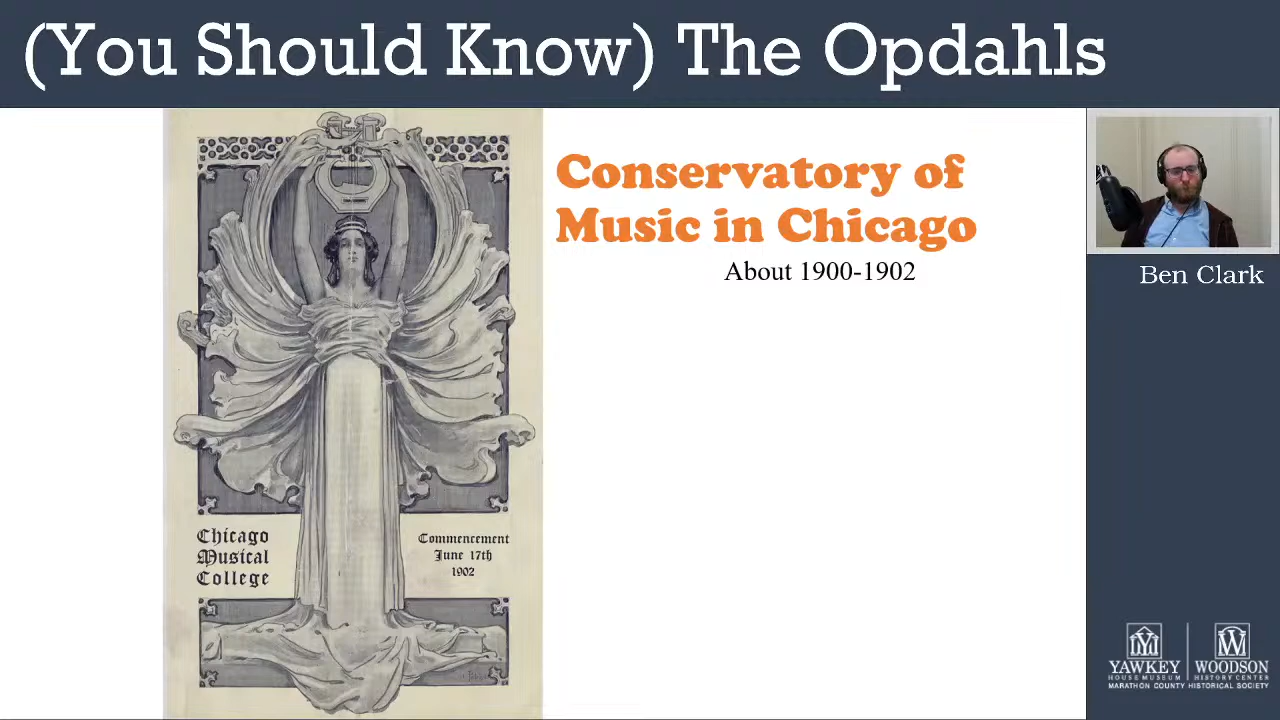 (You Should Know) The Opdahls
Conservatory of
Music in Chicago
About 1900-1902
Ben Clark
Chicago
Musical
College
Commencement
June 17th
1902
YAWKEY
HOUSE MUSEUM
WOODSON
HISTORY CENTER
MARATHON COUNTY HISTORICAL SOCIETY